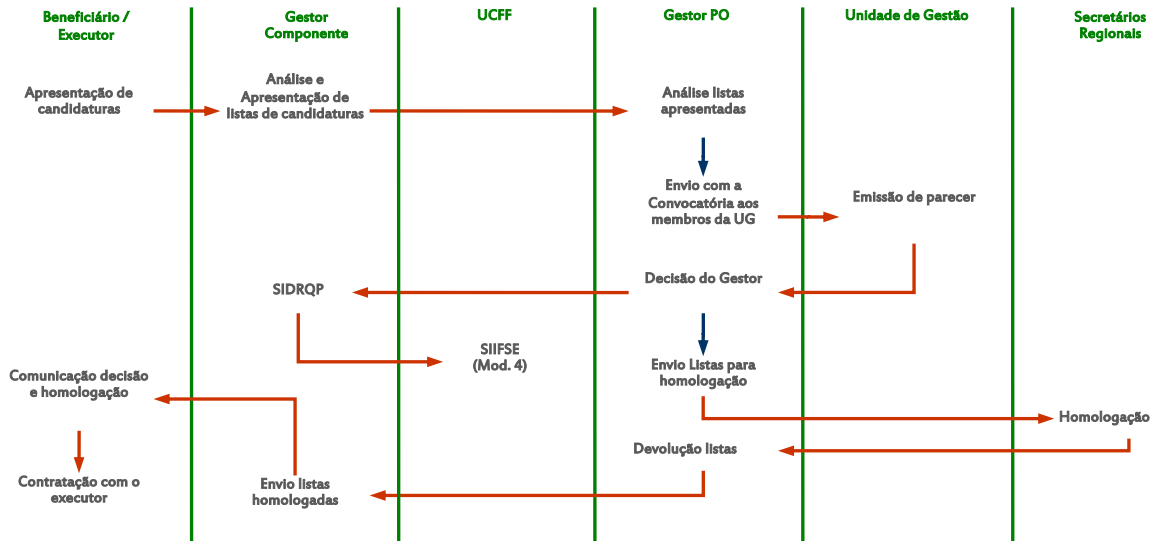 Beneficiário /
Executor
Gestor
Componente
UCFF
Gestor PO
Unidade de Gestão
Secretários
Regionais
Apresentação de
candidaturas
Análise e
Apresentação de
listas de candidaturas
Análise listas
apresentadas
Envio com a
Convocatória aos
membros da UG
Emissão de parecer
Decisão do Gestor
SIDRQP
SIIFSE
(Mod. 4)
Envio Listas para
homologação
Comunicação decisão
e homologação
Homologação
Devolução listas
Contratação com o
executor
Envio listas
homologadas